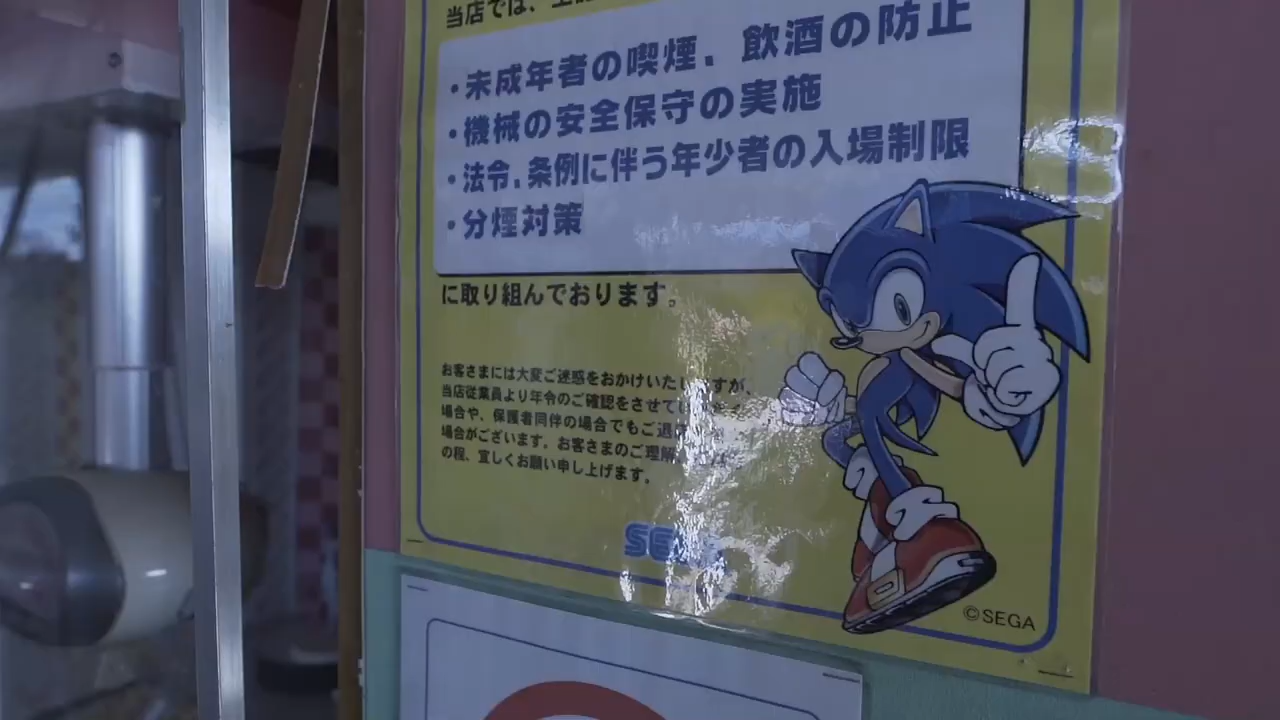 当店では、上
・未成年者の喫煙、飲酒の防止
・機械の安全保守の実施
・法令、条例に伴う年少者の入場制限
・分煙対策
に取り組んでおります。
お客さまには大変ご迷惑をおかけいたしますが、
当店従業員より年令のご確認をさせて
場合や、保護者同伴の場合でもご退
場合がございます。お客さまのご理解
の程、宜しくお願い申し上げます。
SEGA
©SEGA